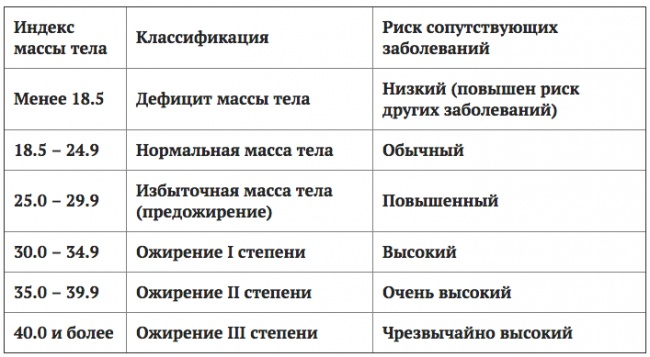 Индекс
массы тела
Классификация
Риск сопутствующих
заболеваний
Менее 18.5
Дефицит массы тела
Низкий (повышен риск
других заболеваний)
18.5 – 24.9
Нормальная масса тела
Обычный
25.0 – 29.9
Избыточная масса тела
(предожирение)
Повышенный
30.0 – 34.9
Ожирение I степени
Высокий
35.0 – 39.9
Ожирение II степени
Очень высокий
40.0 и более
Ожирение III степени
Чрезвычайно высокий